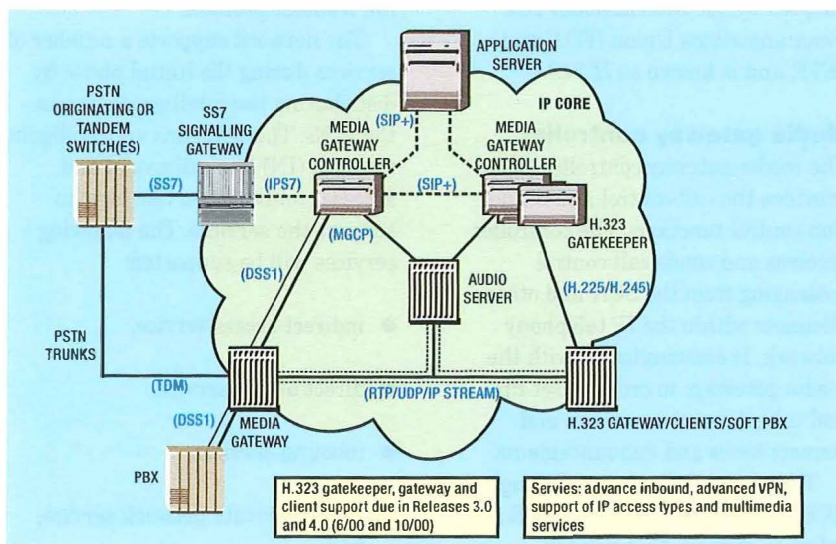 APPLICATION
SERVER
IP CORE
PSTN
ORIGINATING OR
TANDEM
SWITCH(ES)
SS7
SIGNALLING
GATEWAY
(SIP+)
MEDIA
GATEWAY
CONTROLLER
MEDIA
GATEWAY
CONTROLLER
(SS7)
(IPS7)
(SIP+)
(MGCP)
H.323
GATEKEEPER
(DSS1)
AUDIO
SERVER
(H.225/H.245)
PSTN
TRUNKS
(TDM)
(RTP/UDP/IP STREAM)
(DSS1)
MEDIA
GATEWAY
H.323 GATEWAY/CLIENTS/SOFT PBX
PBX
H.323 gatekeeper, gateway and
client support due in Releases 3.0
and 4.0 (6/00 and 10/00)
Servies: advance inbound, advanced VPN,
support of IP access types and multimedia
services